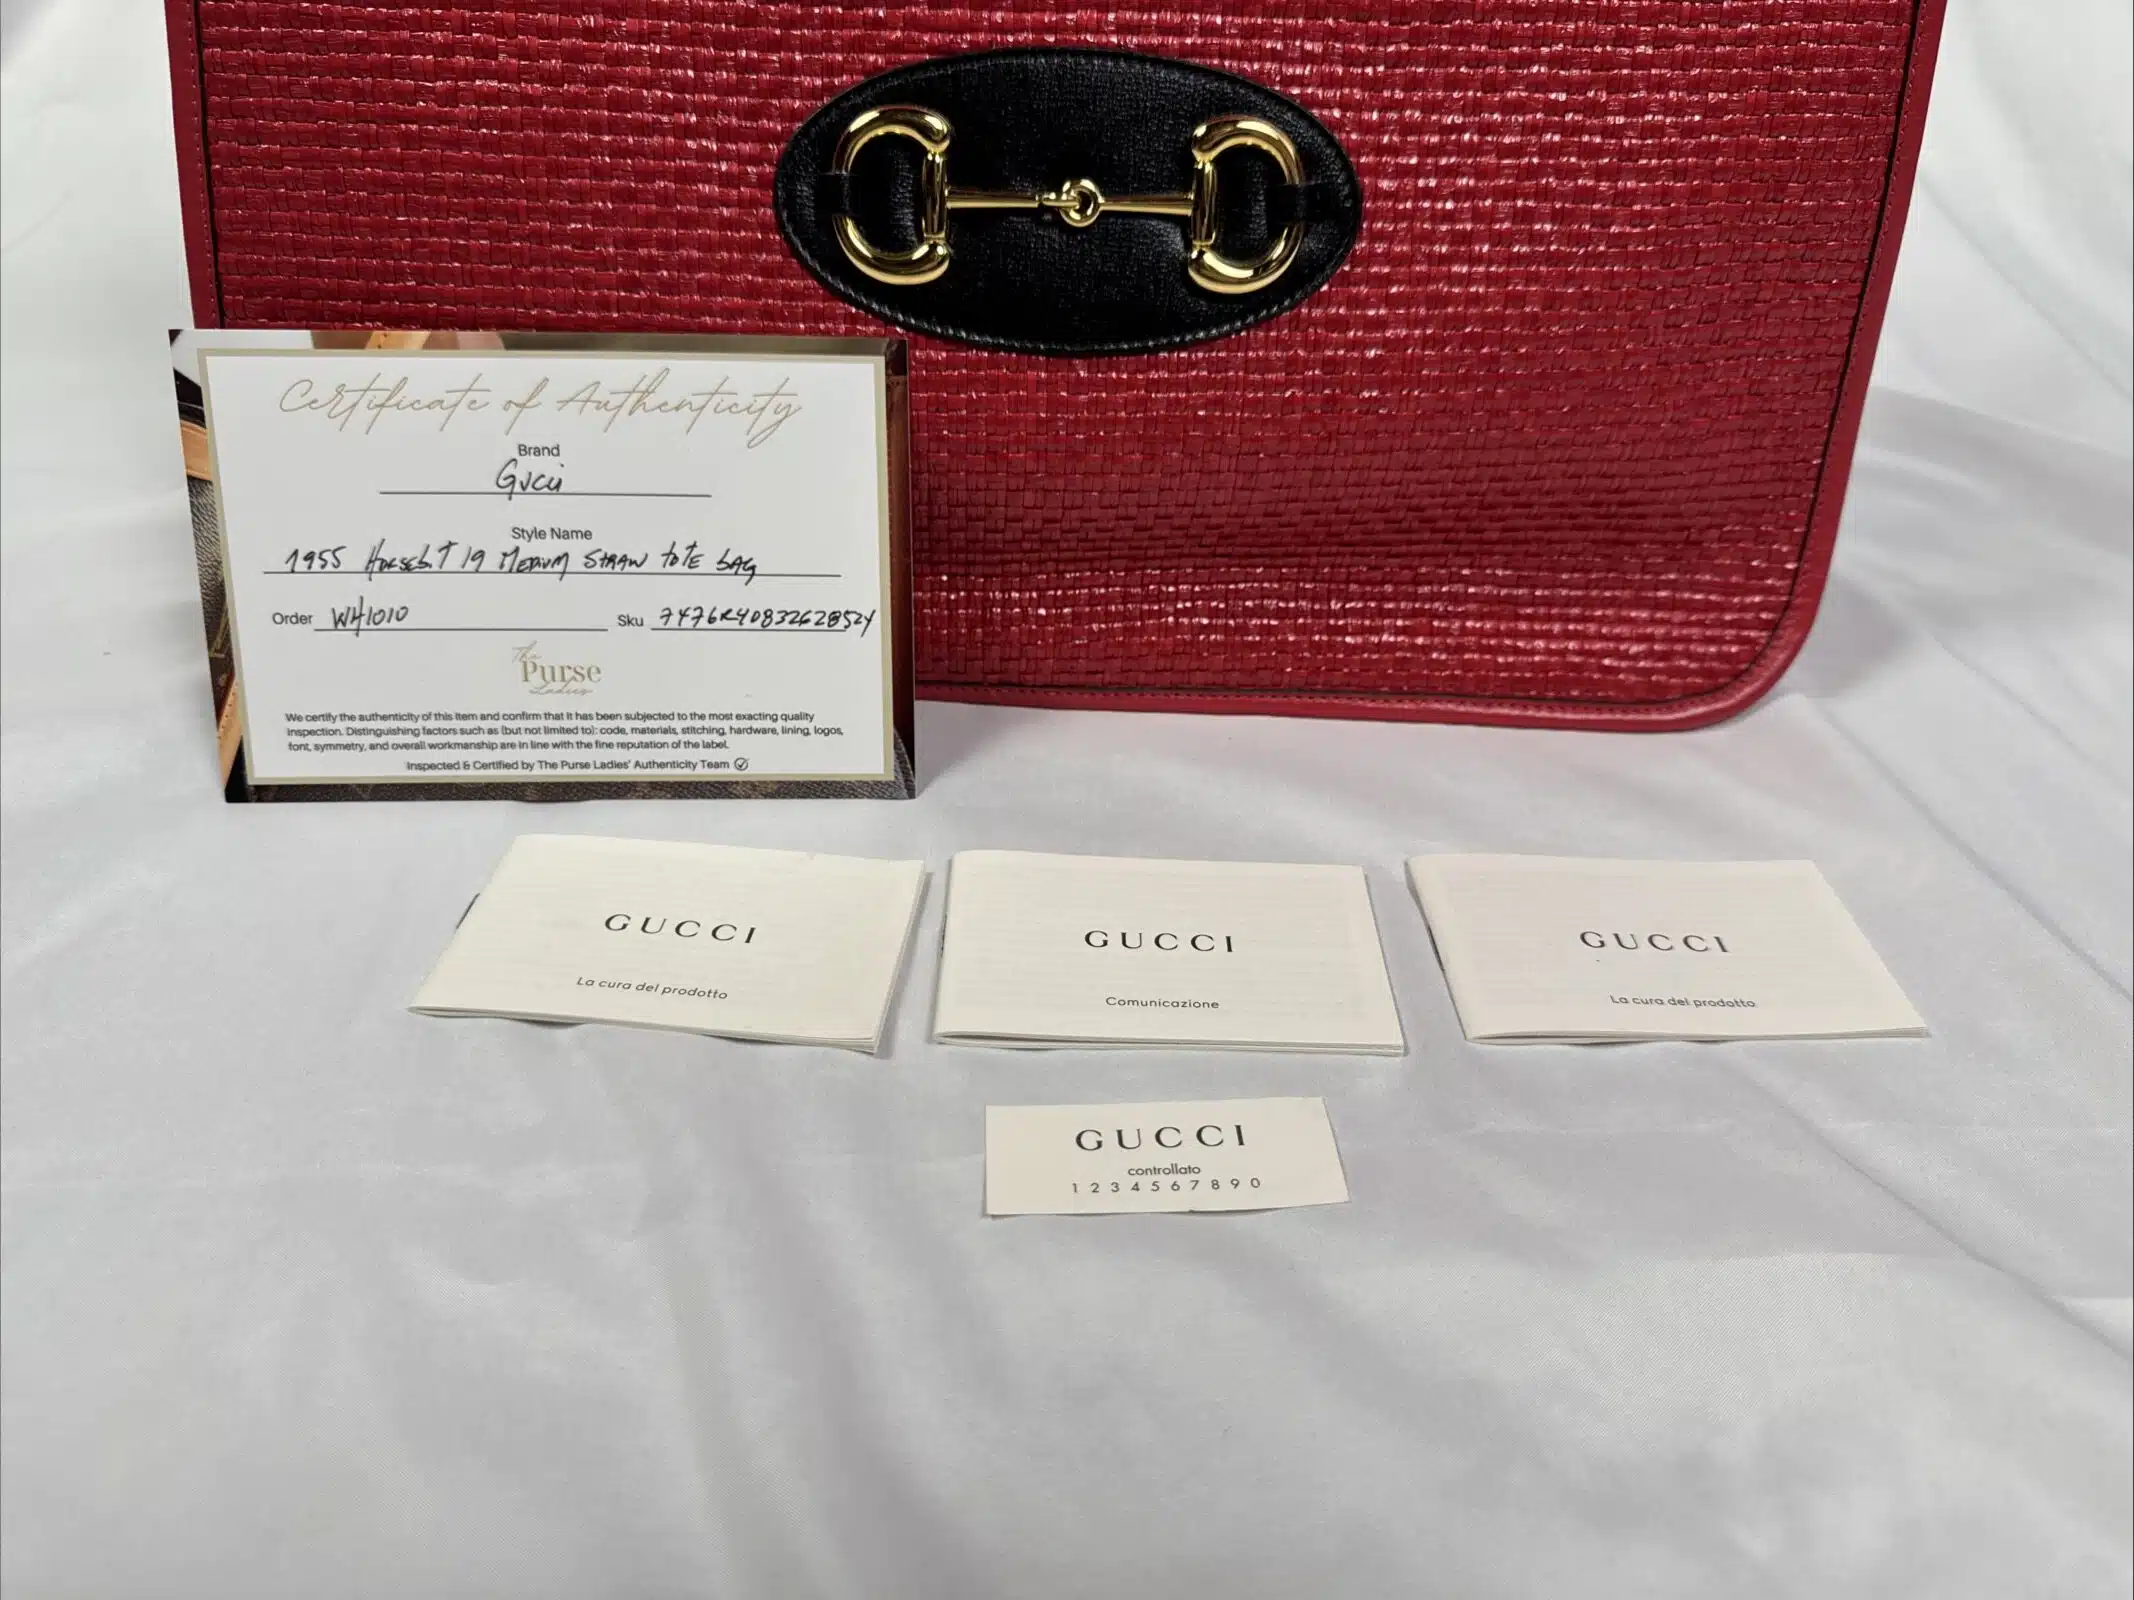 Certificate of Authenticity
Brand
Gucci
Style Name
1955 Horsebit 19 Medium Straw tote bag
Order WH1010 Sku
The
Purse
Ladies
We certify the authenticity of this item and confirm that it has been subjected to the most exacting quality
inspection. Distinguishing factors such as (but not limited to): code, materials, stitching, hardware, lining, logos,
font, symmetry, and overall workmanship are in line with the fine reputation of the label.
Inspected & Certified by The Purse Ladies' Authenticity Team
GUCCI
La cura del prodotto
GUCCI
Comunicazione
GUCCI
La cura del prodotto
GUCCI
controllato
1 2 3 4 5 6 7 8 9 0